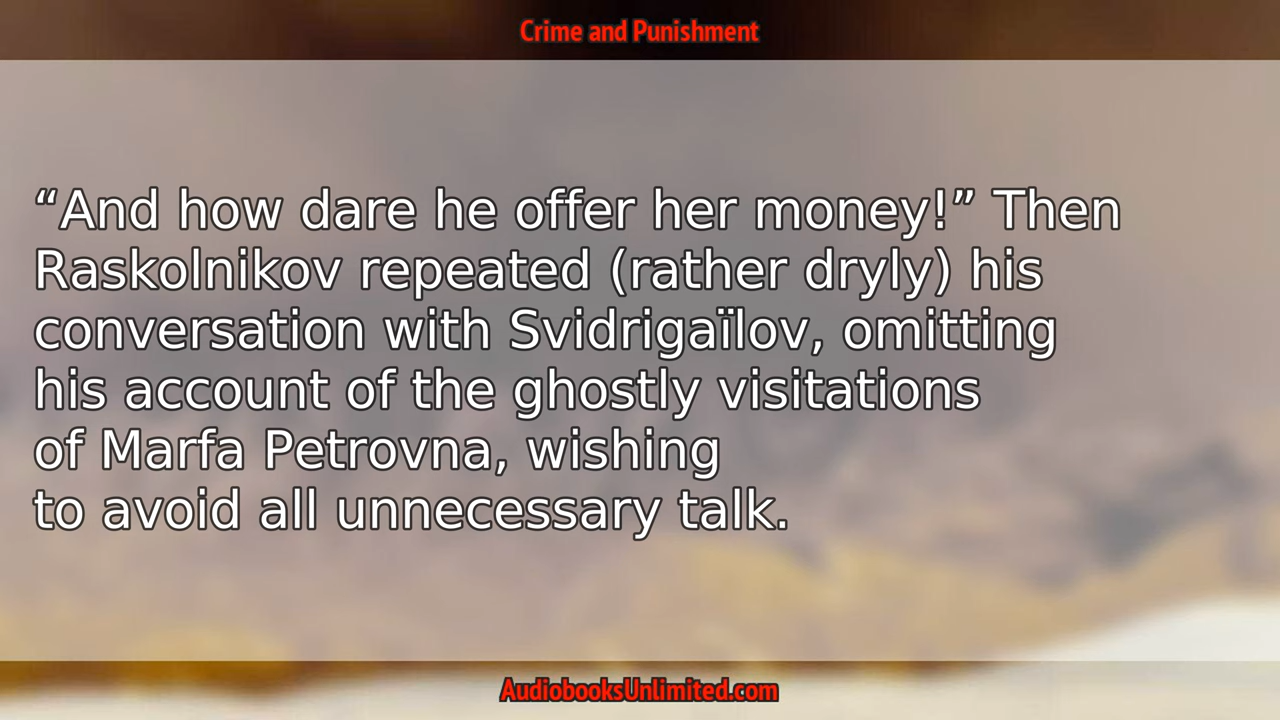 Crime and Punishment
“And how dare he offer her money!” Then
Raskolnikov repeated (rather dryly) his
conversation with Svidrigaïlov, omitting
his account of the ghostly visitations
of Marfa Petrovna, wishing
to avoid all unnecessary talk.
AudiobooksUnlimited.com